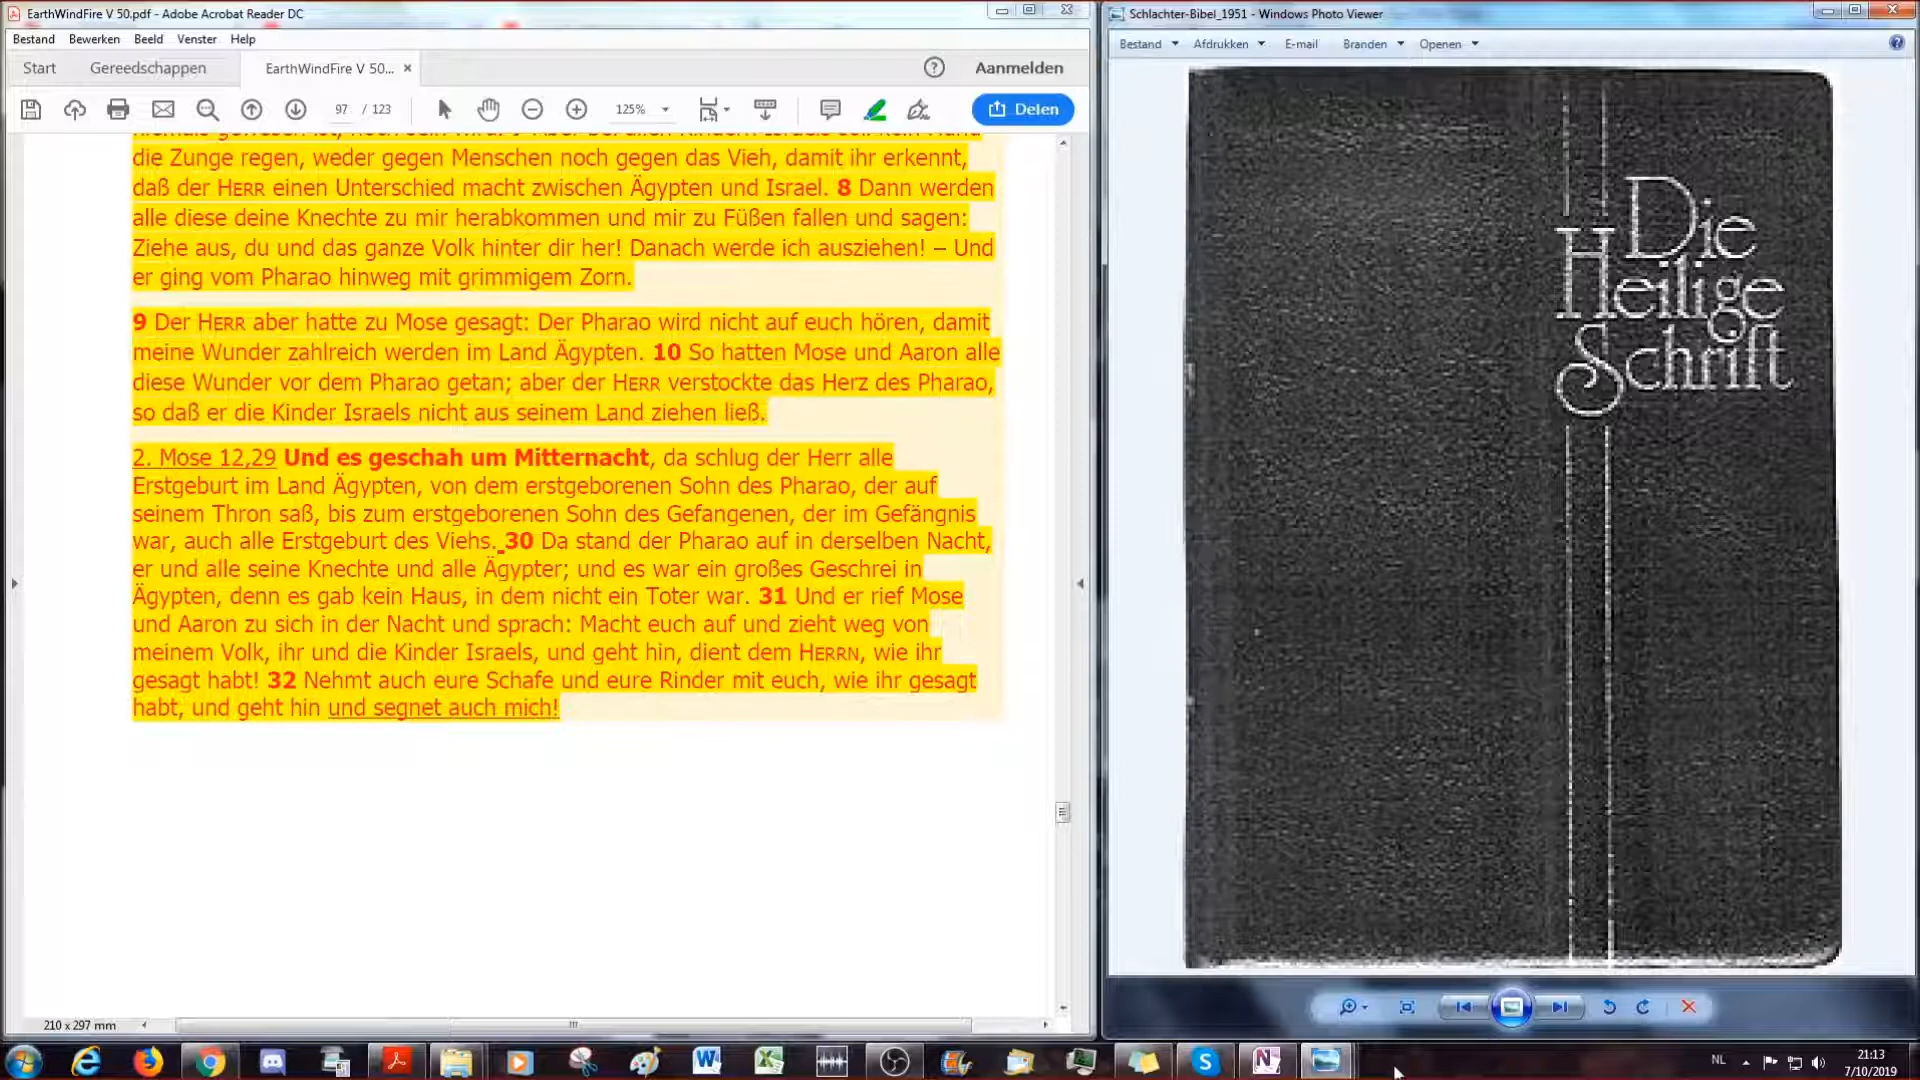 EarthWindFire V 50.pdf - Adobe Acrobat Reader DC
Bestand Bewerken Beeld Venster Help
Start Gereedschappen EarthWindFire V 50... × Aanmelden
97 / 123 125% Delen
die Zunge regen, weder gegen Menschen noch gegen das Vieh, damit ihr erkennt,
daß der HERR einen Unterschied macht zwischen Ägypten und Israel. 8 Dann werden
alle diese deine Knechte zu mir herabkommen und mir zu Füßen fallen und sagen:
Ziehe aus, du und das ganze Volk hinter dir her! Danach werde ich ausziehen! – Und
er ging vom Pharao hinweg mit grimmigem Zorn.
9 Der HERR aber hatte zu Mose gesagt: Der Pharao wird nicht auf euch hören, damit
meine Wunder zahlreich werden im Land Ägypten. 10 So hatten Mose und Aaron alle
diese Wunder vor dem Pharao getan; aber der HERR verstockte das Herz des Pharao,
so daß er die Kinder Israels nicht aus seinem Land ziehen ließ.
2. Mose 12,29 Und es geschah um Mitternacht, da schlug der Herr alle
Erstgeburt im Land Ägypten, von dem erstgeborenen Sohn des Pharao, der auf
seinem Thron saß, bis zum erstgeborenen Sohn des Gefangenen, der im Gefängnis
war, auch alle Erstgeburt des Viehs. 30 Da stand der Pharao auf in derselben Nacht,
er und alle seine Knechte und alle Ägypter; und es war ein großes Geschrei in
Ägypten, denn es gab kein Haus, in dem nicht ein Toter war. 31 Und er rief Mose
und Aaron zu sich in der Nacht und sprach: Macht euch auf und zieht weg von
meinem Volk, ihr und die Kinder Israels, und geht hin, dient dem HERRN, wie ihr
gesagt habt! 32 Nehmt auch eure Schafe und eure Rinder mit euch, wie ihr gesagt
habt, und geht hin und segnet auch mich!
210 x 297 mm
Schlachter-Bibel_1951 - Windows Photo Viewer
Bestand Afdrukken E-mail Branden Openen
Die
Heilige
Schrift
NL
21:13
7/10/2019